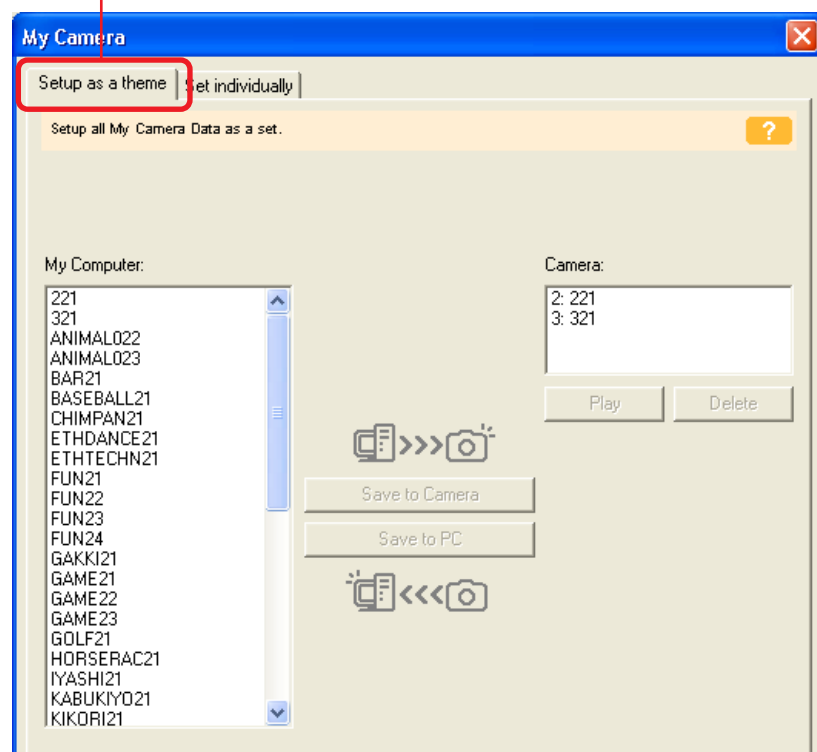 My Camera
Setup as a theme
Set individually
Setup all My Camera Data as a set.
?
My Computer:
221
321
ANIMAL022
ANIMAL023
BAR21
BASEBALL21
CHIMPAN21
ETHDANCE21
ETHTECHN21
FUN21
FUN22
FUN23
FUN24
GAKKI21
GAME21
GAME22
GAME23
GOLF21
HORSERAC21
IYASHI21
KABUKIYO21
KIKORI21
>>>
Save to Camera
Save to PC
<<<
Camera:
2: 221
3: 321
Play
Delete